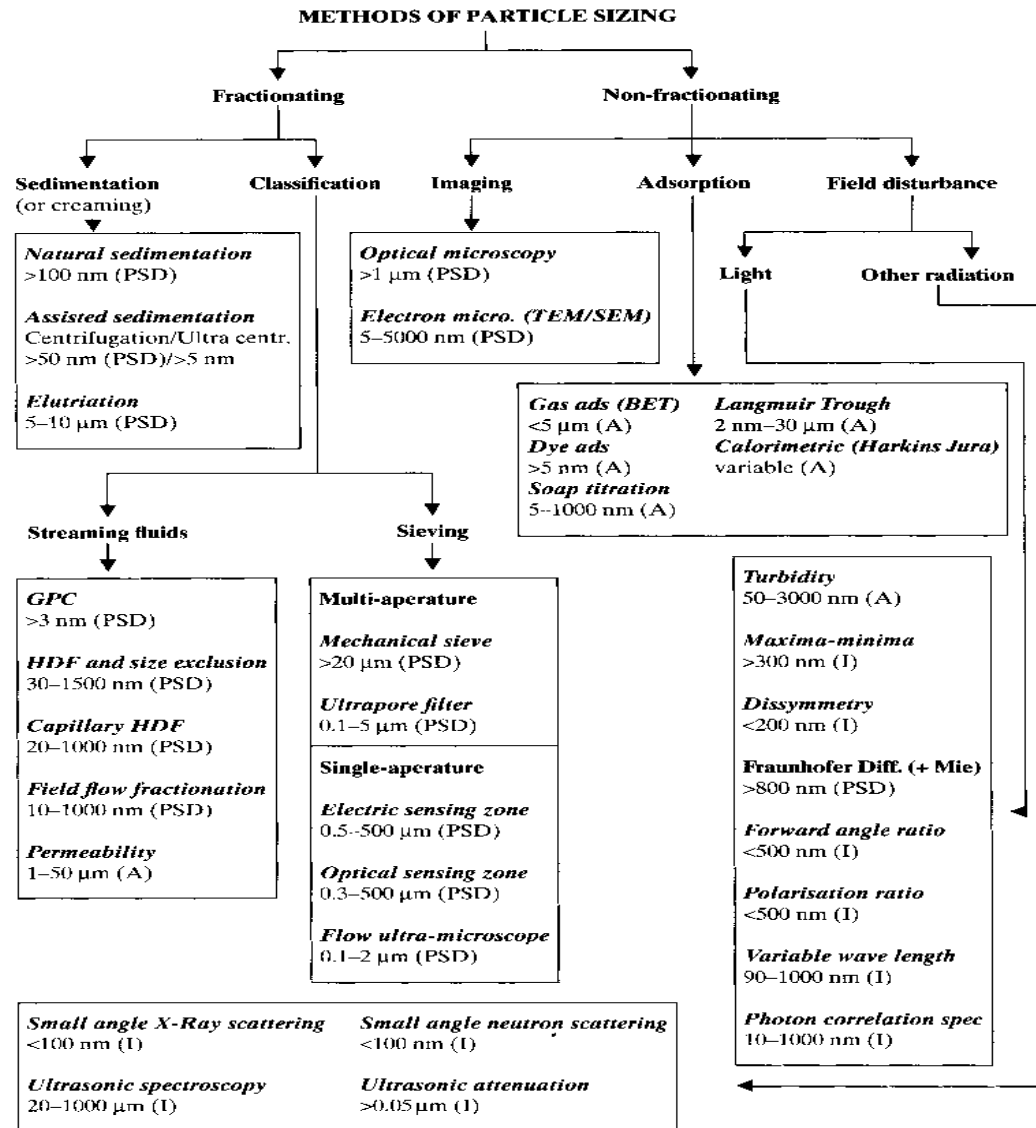 METHODS OF PARTICLE SIZING
Fractionating
Non-fractionating
Sedimentation
(or creaming)
Classification
Imaging
Adsorption
Field disturbance
Natural sedimentation
>100 nm (PSD)
Assisted sedimentation
Centrifugation/Ultra centr.
>50 nm (PSD)/>5 nm
Elutriation
5–10 μm (PSD)
Optical microscopy
>1 μm (PSD)
Electron micro. (TEM/SEM)
5–5000 nm (PSD)
Light
Other radiation
Gas ads (BET)
<5 μm (A)
Dye ads
>5 nm (A)
Soap titration
5–1000 nm (A)
Langmuir Trough
2 nm–30 μm (A)
Calorimetric (Harkins Jura)
variable (A)
Streaming fluids
Sieving
GPC
>3 nm (PSD)
HDF and size exclusion
30–1500 nm (PSD)
Capillary HDF
20–1000 nm (PSD)
Field flow fractionation
10–1000 nm (PSD)
Permeability
1–50 μm (A)
Multi-aperature
Mechanical sieve
>20 μm (PSD)
Ultrapore filter
0.1–5 μm (PSD)
Single-aperature
Electric sensing zone
0.5–500 μm (PSD)
Optical sensing zone
0.3–500 μm (PSD)
Flow ultra-microscope
0.1–2 μm (PSD)
Turbidity
50–3000 nm (A)
Maxima-minima
>300 nm (I)
Dissymmetry
<200 nm (I)
Fraunhofer Diff. (+ Mie)
>800 nm (PSD)
Forward angle ratio
<500 nm (I)
Polarisation ratio
<500 nm (I)
Variable wave length
90–1000 nm (I)
Photon correlation spec
10–1000 nm (I)
Small angle X-Ray scattering
<100 nm (I)
Small angle neutron scattering
<100 nm (I)
Ultrasonic spectroscopy
20–1000 μm (I)
Ultrasonic attenuation
>0.05 μm (I)